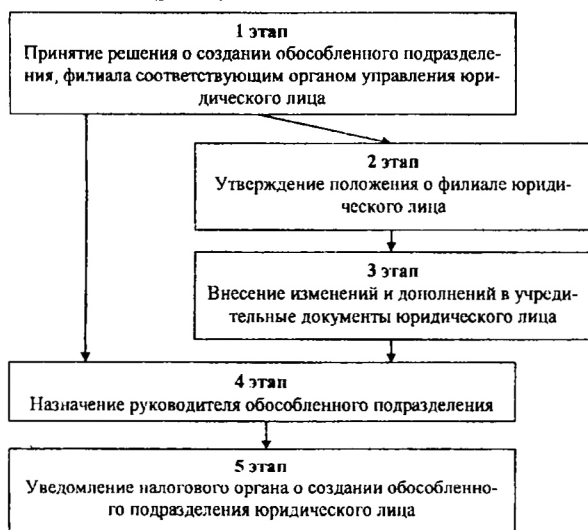 1 этап
Принятие решения о создании обособленного подразделе-
ния, филиала соответствующим органом управления юри-
дического лица
2 этап
Утверждение положения о филиале юриди-
ческого лица
3 этап
Внесение изменений и дополнений в учреди-
тельные документы юридического лица
4 этап
Назначение руководителя обособленного подразделения
5 этап
Уведомление налогового органа о создании обособленно-
го подразделения юридического лица